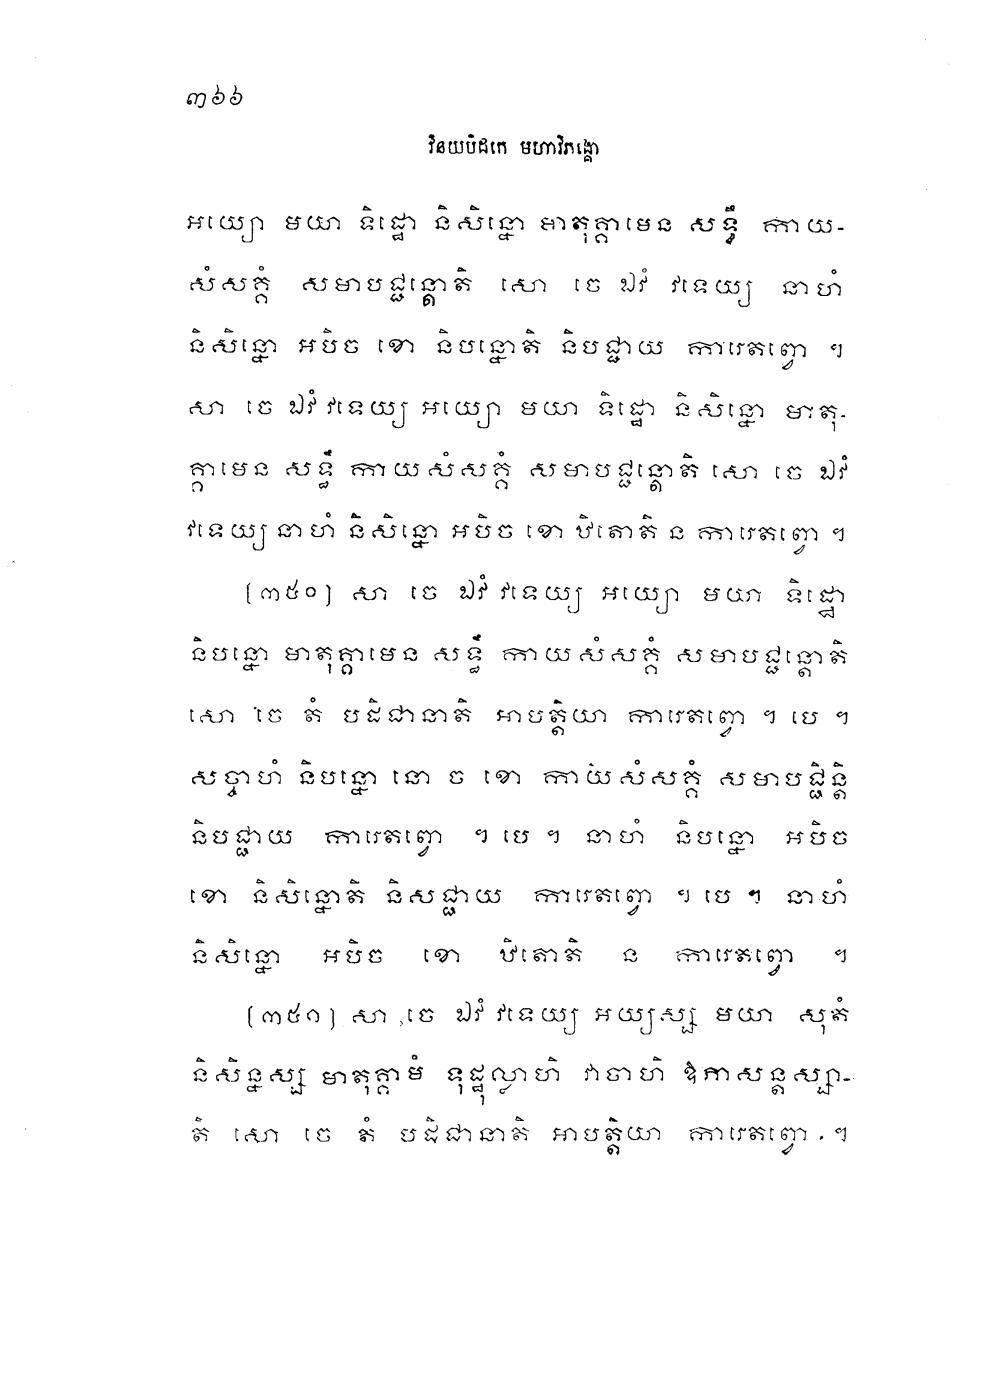 ៣៦៦
វិនយបិដកេ មហាវិភង្គោ
អយ្យោ មយា ទិដ្ឋោ និសិន្នោ មាតុគ្គាមេន សទ្ធឹ កាយ-
សំសគ្គំ សមាបជ្ជន្តោតិ សោ ចេ ឯវំ វទេយ្យ នាហំ
និសិន្នោ អបិច ខោ និបន្នោតិ និបជ្ជាយ ការេតព្វោ ។
សា ចេ ឯវំ វទេយ្យ អយ្យោ មយា ទិដ្ឋោ និសិន្នោ មាតុ-
គ្គាមេន សទ្ធឹ កាយសំសគ្គំ សមាបជ្ជន្តោតិ សោ ចេ ឯវំ
វទេយ្យ នាហំ និសិន្នោ អបិច ខោ ឋិតោតិ ន ការេតព្វោ ។
(៣៥០) សា ចេ ឯវំ វទេយ្យ អយ្យោ មយា ទិដ្ឋោ
និបន្នោ មាតុគ្គាមេន សទ្ធឹ កាយសំសគ្គំ សមាបជ្ជន្តោតិ
សោ ចេ តំ បដិជានាតិ អាបត្តិយា ការេតព្វោ ។ បេ ។
សច្ចាហំ និបន្នោ នោ ច ខោ កាយសំសគ្គំ សមាបជ្ជិន្តិ
និបជ្ជាយ ការេតព្វោ ។ បេ ។ នាហំ និបន្នោ អបិច
ខោ និសិន្នោតិ និសជ្ជាយ ការេតព្វោ ។ បេ ។ នាហំ
និសិន្នោ អបិច ខោ ឋិតោតិ ន ការេតព្វោ ។
(៣៥១) សា ចេ ឯវំ វទេយ្យ អយ្យស្ស មយា សុតំ
និសិន្នស្ស មាតុគ្គាមំ ទុដ្ឋុល្លាហិ វាចាហិ ឱភាសន្តស្សា-
តិ សោ ចេ តំ បដិជានាតិ អាបត្តិយា ការេតព្វោ ។